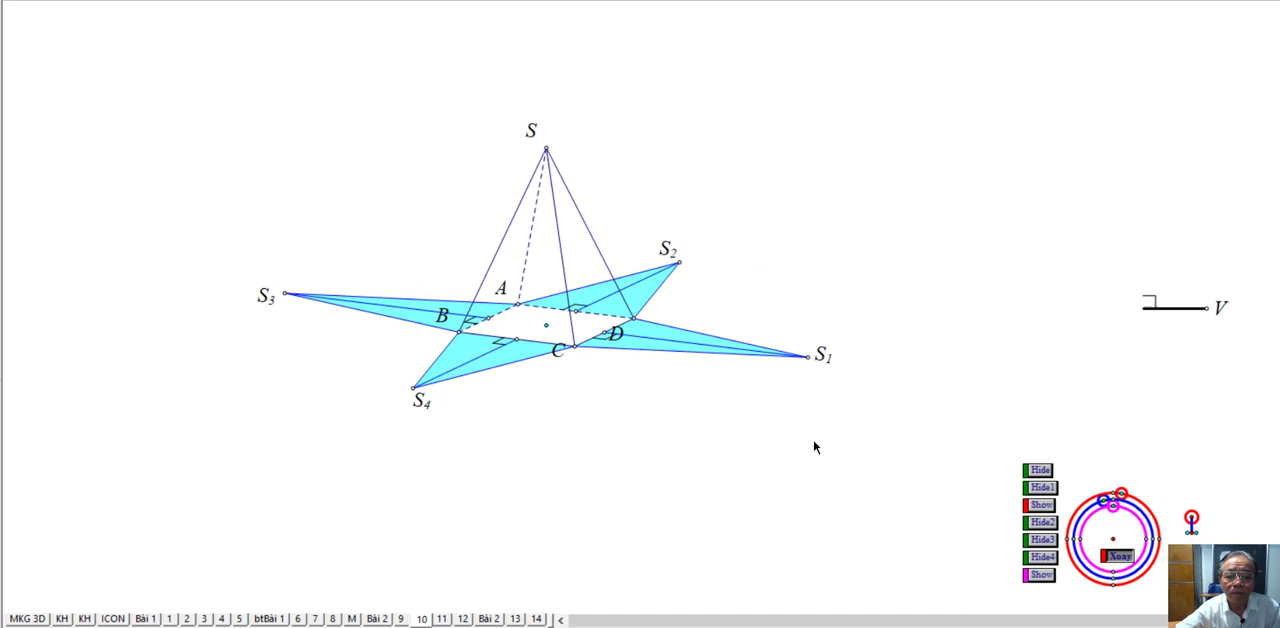 S
S2
A
S3
B
V
D
C
S1
S4
Hide
Hide1
Show
Hide2
Hide3
Hide4
Xoay
Show
MKG 3D KH KH ICON Bài 1 1 2 3 4 5 btBài 1 6 7 8 M Bài 2 9 10 11 12 Bài 2 13 14 <